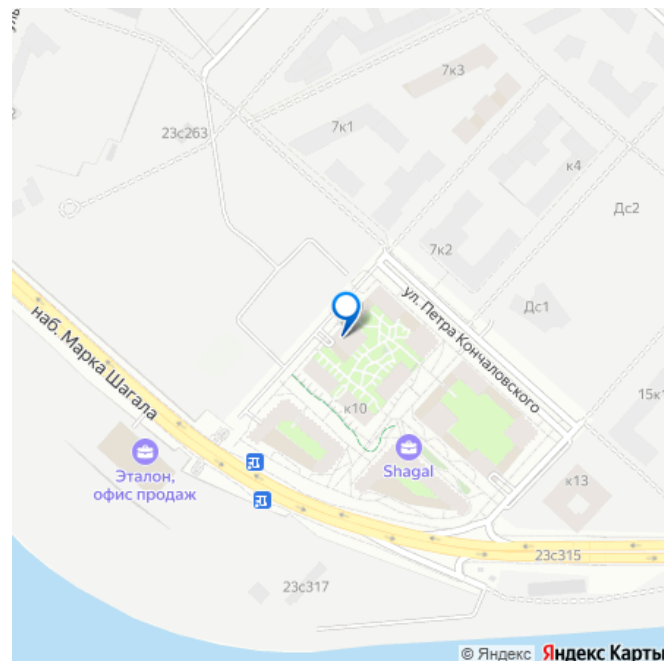 7к3
7к1
23с263
к4
Дс2
7к2
ул. Петра Кончаловского
Дс1
наб. Марка Шагала
к10
15к1
Shagal
Эталон,
офис продаж
к13
23с315
23с317
© Яндекс Яндекс Карты